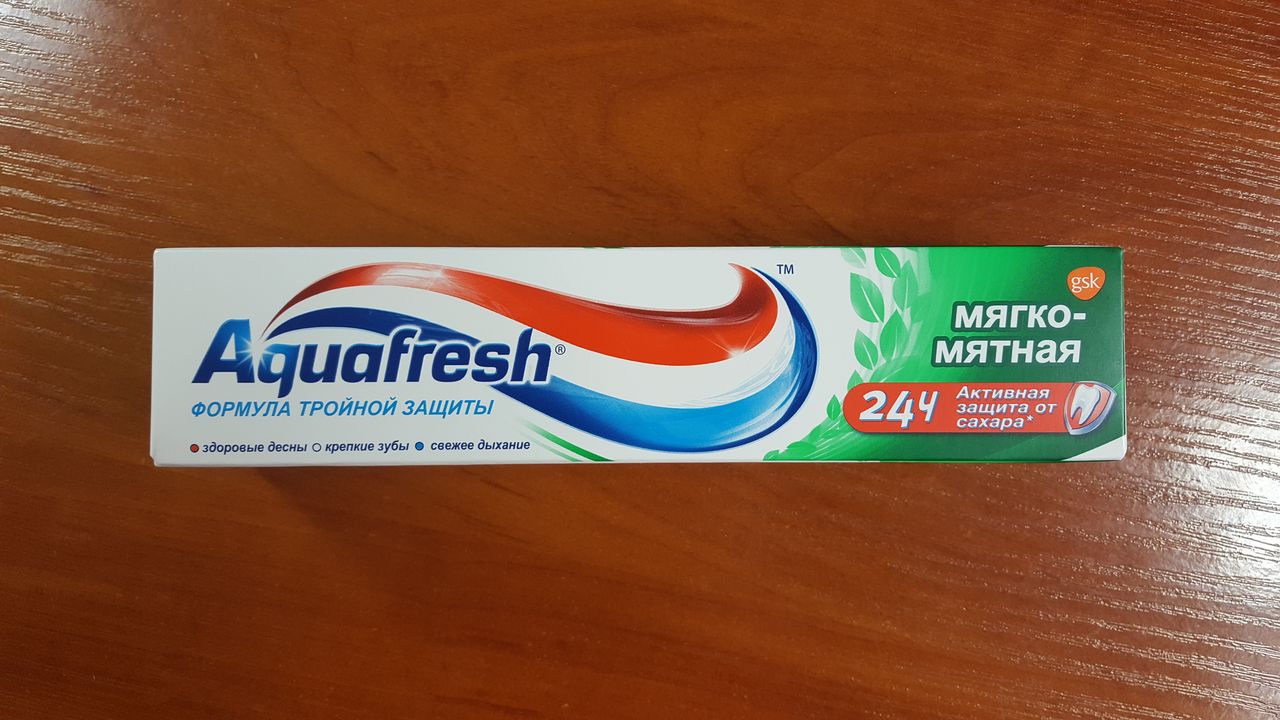 Aquafresh®
ФОРМУЛА ТРОЙНОЙ ЗАЩИТЫ
здоровые десны крепкие зубы свежее дыхание
TM
gsk
МЯГКО-
МЯТНАЯ
24Ч
Активная
защита от
сахара*